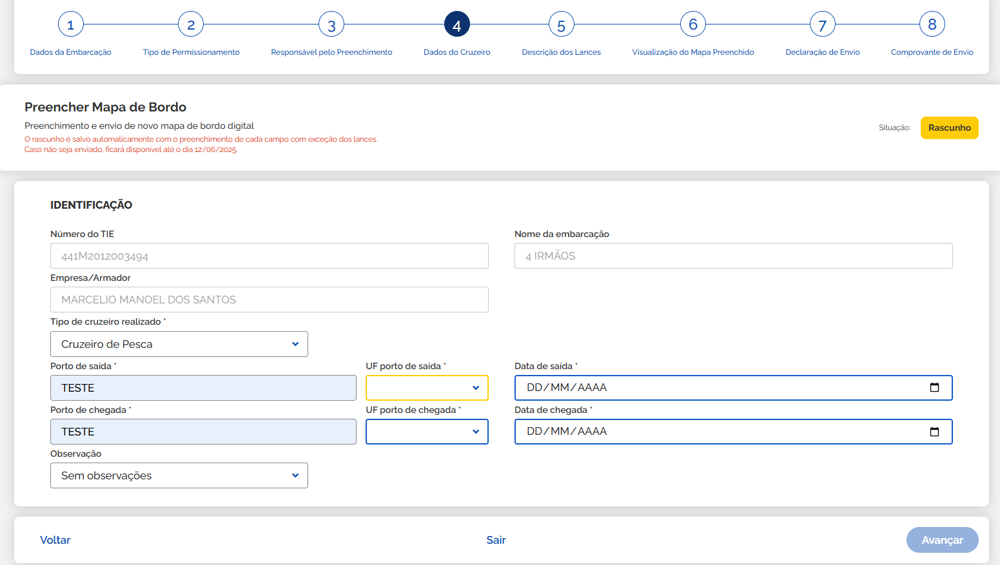 1 2 3 4 5 6 7 8
Dados da Embarcação Tipo de Permissionamento Responsável pelo Preenchimento Dados do Cruzeiro Descrição dos Lances Visualização do Mapa Preenchido Declaração de Envio Comprovante de Envio
Preencher Mapa de Bordo
Preenchimento e envio de novo mapa de bordo digital
O rascunho é salvo automaticamente com o preenchimento de cada campo com exceção dos lances.
Caso não seja enviado, ficará disponível até o dia 12/06/2025.
Situação: Rascunho
IDENTIFICAÇÃO
Número do TIE Nome da embarcação
441M2012003494 4 IRMÃOS
Empresa/Armador
MARCELIO MANOEL DOS SANTOS
Tipo de cruzeiro realizado *
Cruzeiro de Pesca
Porto de saída * UF porto de saída * Data de saída *
TESTE DD/MM/AAAA
Porto de chegada * UF porto de chegada * Data de chegada *
TESTE DD/MM/AAAA
Observação
Sem observações
Voltar Sair Avançar